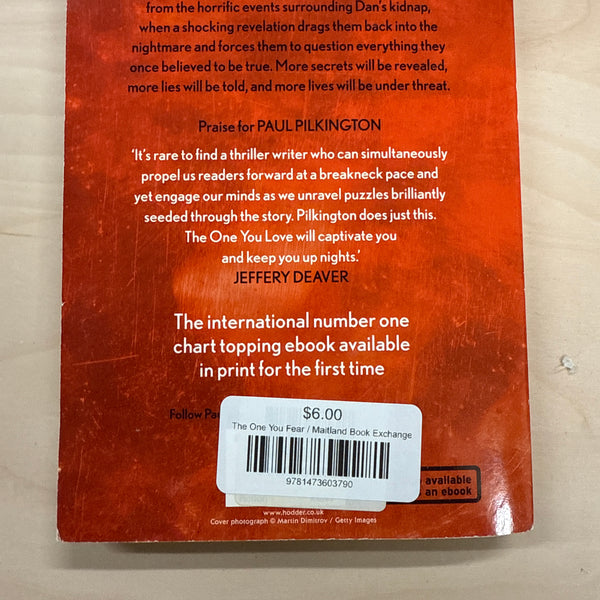 from the horrific events surrounding Dan's kidnap,
when a shocking revelation drags them back into the
nightmare and forces them to question everything they
once believed to be true. More secrets will be revealed,
more lies will be told, and more lives will be under threat.
Praise for PAUL PILKINGTON
'It's rare to find a thriller writer who can simultaneously
propel us readers forward at a breakneck pace and
yet engage our minds as we unravel puzzles brilliantly
seeded through the story. Pilkington does just this.
The One You Love will captivate you
and keep you up nights.'
JEFFERY DEAVER
The international number one
chart topping ebook available
in print for the first time
Follow
$6.00
The One You Fear / Maitland Book Exchange
9781473603790
available
an ebook
www.hodder.co.uk
Cover photograph © Martin Dimitrov / Getty Images